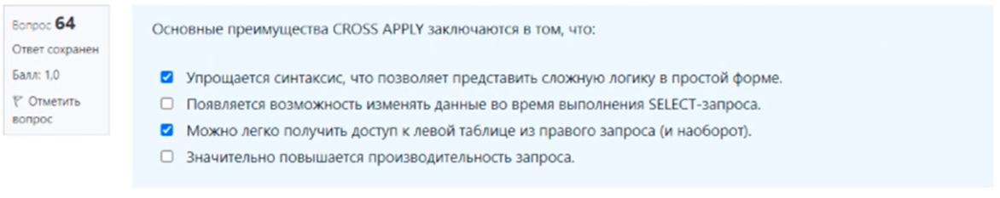 Вопрос 64
Ответ сохранен
Балл: 1,0
Отметить
вопрос
Основные преимущества CROSS APPLY заключаются в том, что:
Упрощается синтаксис, что позволяет представить сложную логику в простой форме.
Появляется возможность изменять данные во время выполнения SELECT-запроса.
Можно легко получить доступ к левой таблице из правого запроса (и наоборот).
Значительно повышается производительность запроса.